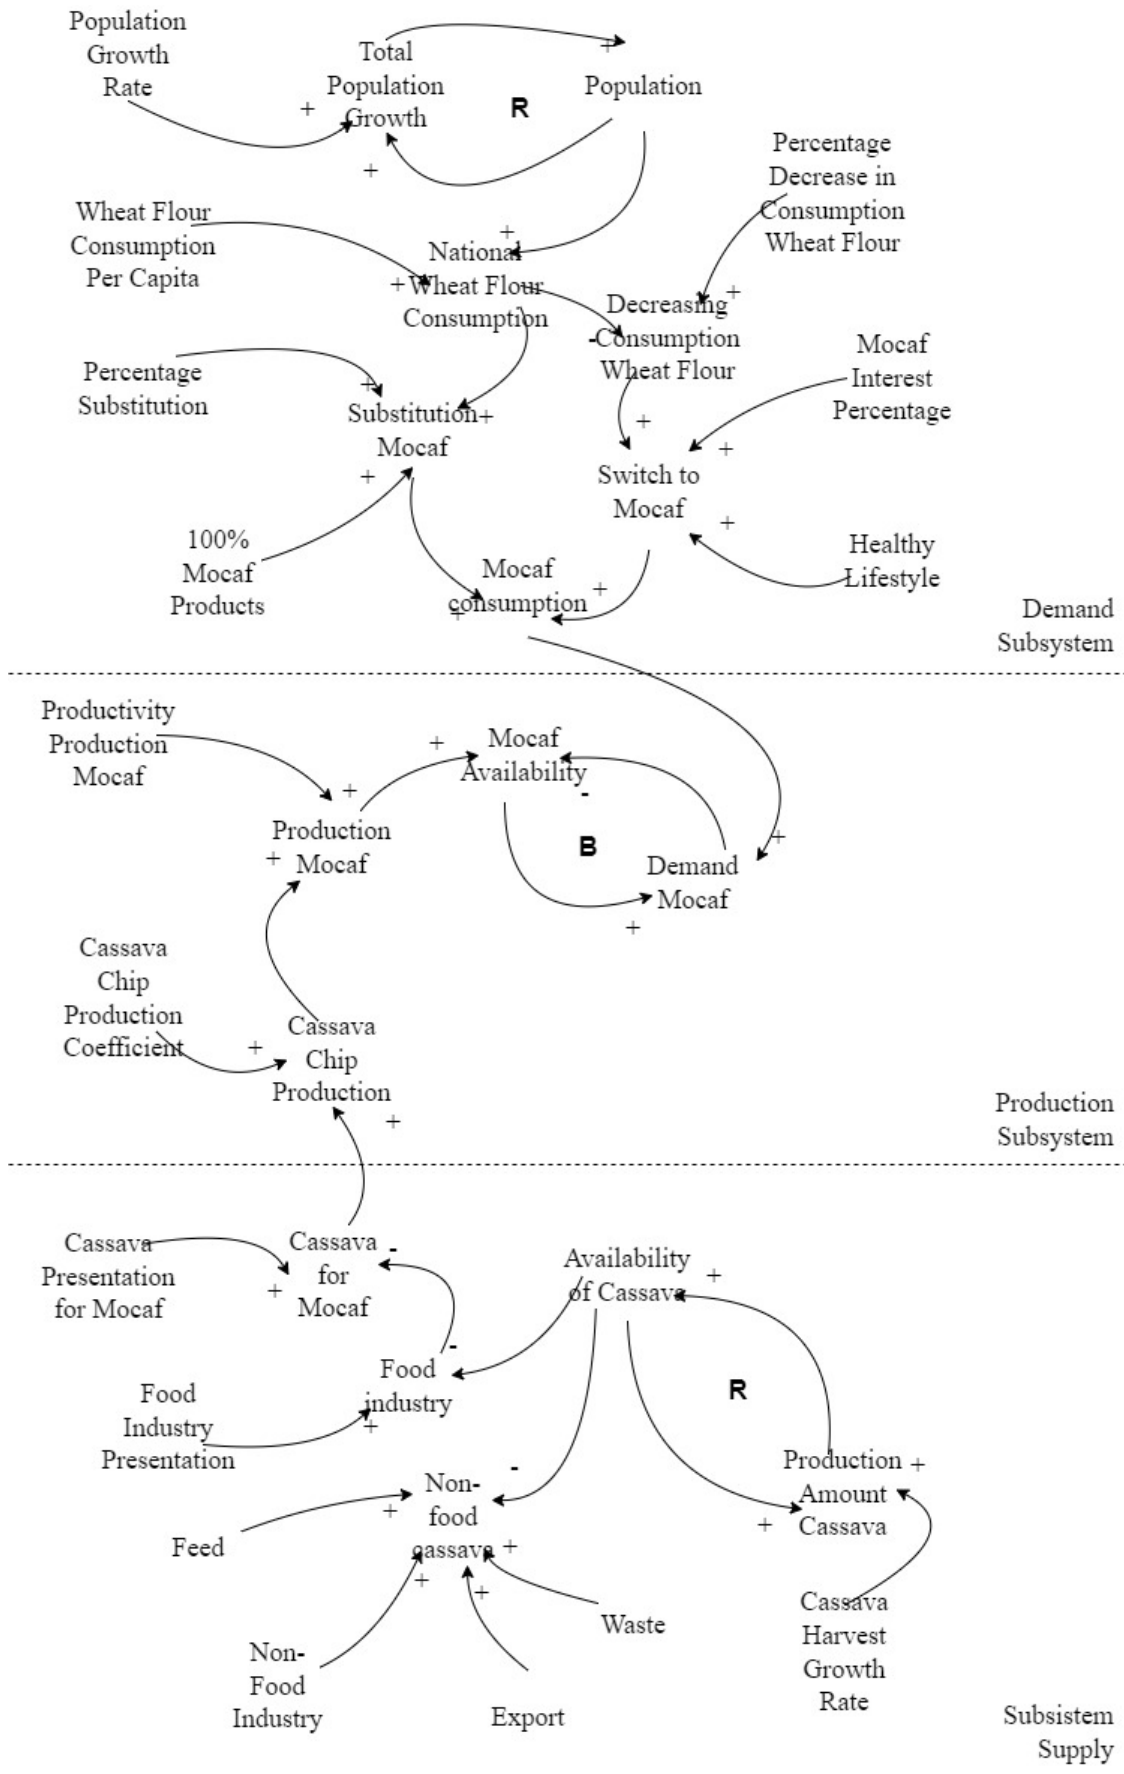 Population
Growth
Rate
Total
Population
Growth
+
R
+
Population
+
Percentage
Decrease in
Consumption
Wheat Flour
Wheat Flour
Consumption
Per Capita
+
National
Wheat Flour
Consumption
+
+
Decreasing
Consumption
Wheat Flour
-
Mocaf
Interest
Percentage
Percentage
Substitution
+
Substitution
Mocaf
+
+
+
+
Switch to
Mocaf
+
100%
Mocaf
Products
Healthy
Lifestyle
Mocaf
consumption
+
+
Demand
Subsystem
Productivity
Production
Mocaf
+
Mocaf
Availability
-
+
Production
Mocaf
+
B
Demand
Mocaf
+
+
Cassava
Chip
Production
Coefficient
+
Cassava
Chip
Production
+
Production
Subsystem
Cassava
Presentation
for Mocaf
+
Cassava
for
Mocaf
-
Availability
of Cassava
+
-
Food
industry
+
R
Food
Industry
Presentation
Production
Amount
Cassava
+
+
-
Non-
food
cassava
+
+
+
+
Feed
Waste
Cassava
Harvest
Growth
Rate
Non-
Food
Industry
Export
Subsistem
Supply